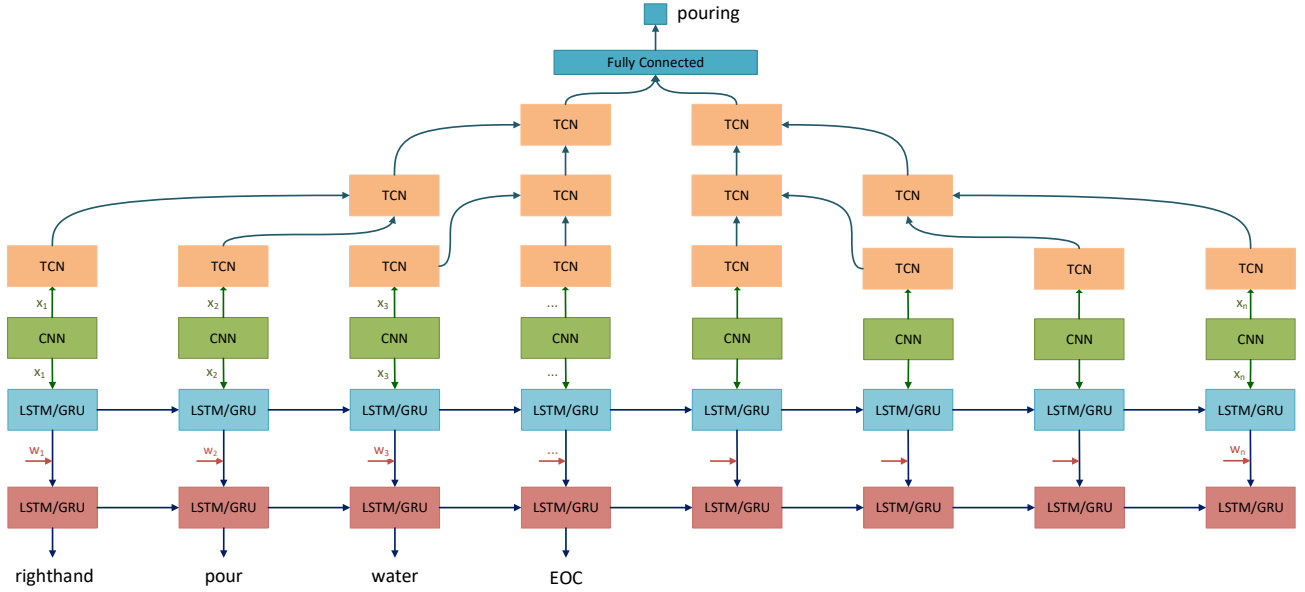 pouring
Fully Connected
TCN TCN
TCN TCN TCN TCN
TCN TCN TCN TCN TCN TCN TCN TCN
x₁ x₂ x₃ ... xₙ
CNN CNN CNN CNN CNN CNN CNN CNN
x₁ x₂ x₃ ... xₙ
LSTM/GRU LSTM/GRU LSTM/GRU LSTM/GRU LSTM/GRU LSTM/GRU LSTM/GRU LSTM/GRU
w₁ w₂ w₃ ... wₙ
LSTM/GRU LSTM/GRU LSTM/GRU LSTM/GRU LSTM/GRU LSTM/GRU LSTM/GRU LSTM/GRU
righthand pour water EOC